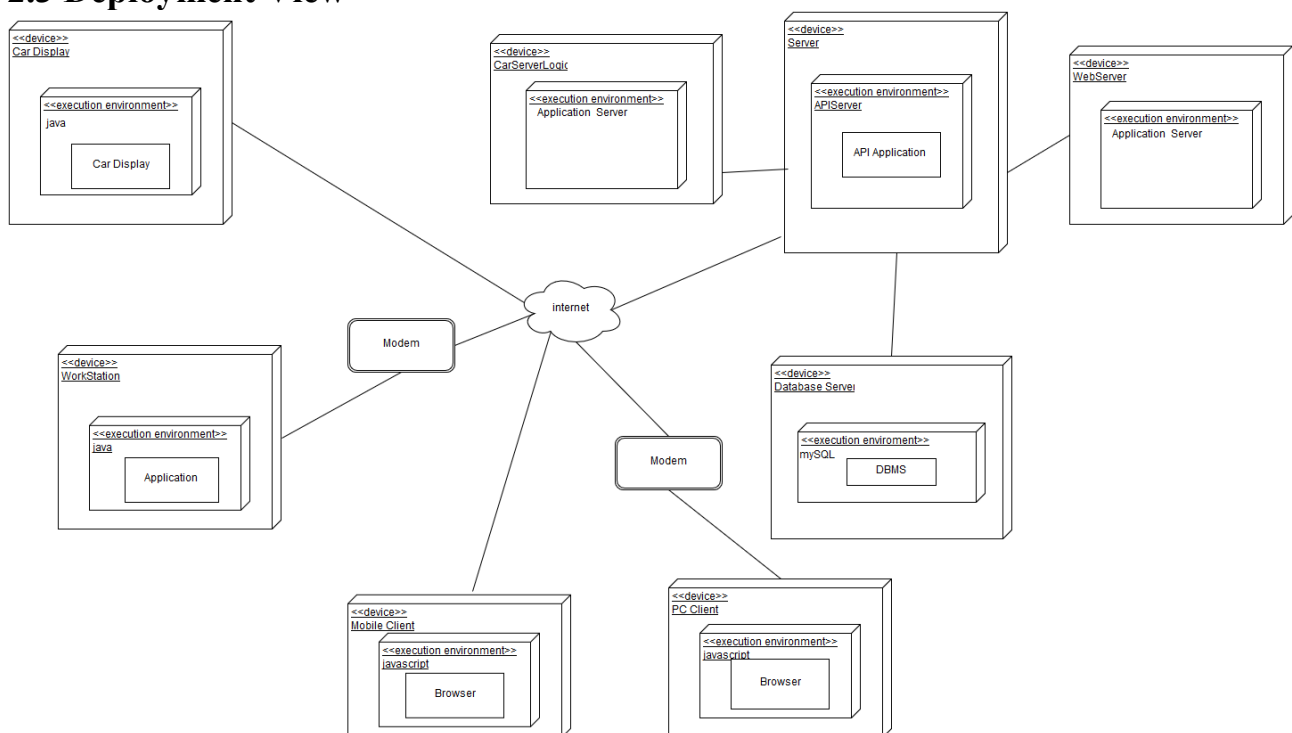 2.3 Deployment View
<<device>>
Car Display
<<execution environment>>
java
Car Display
<<device>>
CarServerLogic
<<execution environment>>
Application Server
<<device>>
Server
<<execution environment>>
APIServer
API Application
<<device>>
WebServer
<<execution environment>>
Application Server
internet
Modem
<<device>>
WorkStation
<<execution environment>>
java
Application
Modem
<<device>>
Database Server
<<execution enviroment>>
mySQL
DBMS
<<device>>
Mobile Client
<<execution environment>>
javascript
Browser
<<device>>
PC Client
<<execution environment>>
javascript
Browser